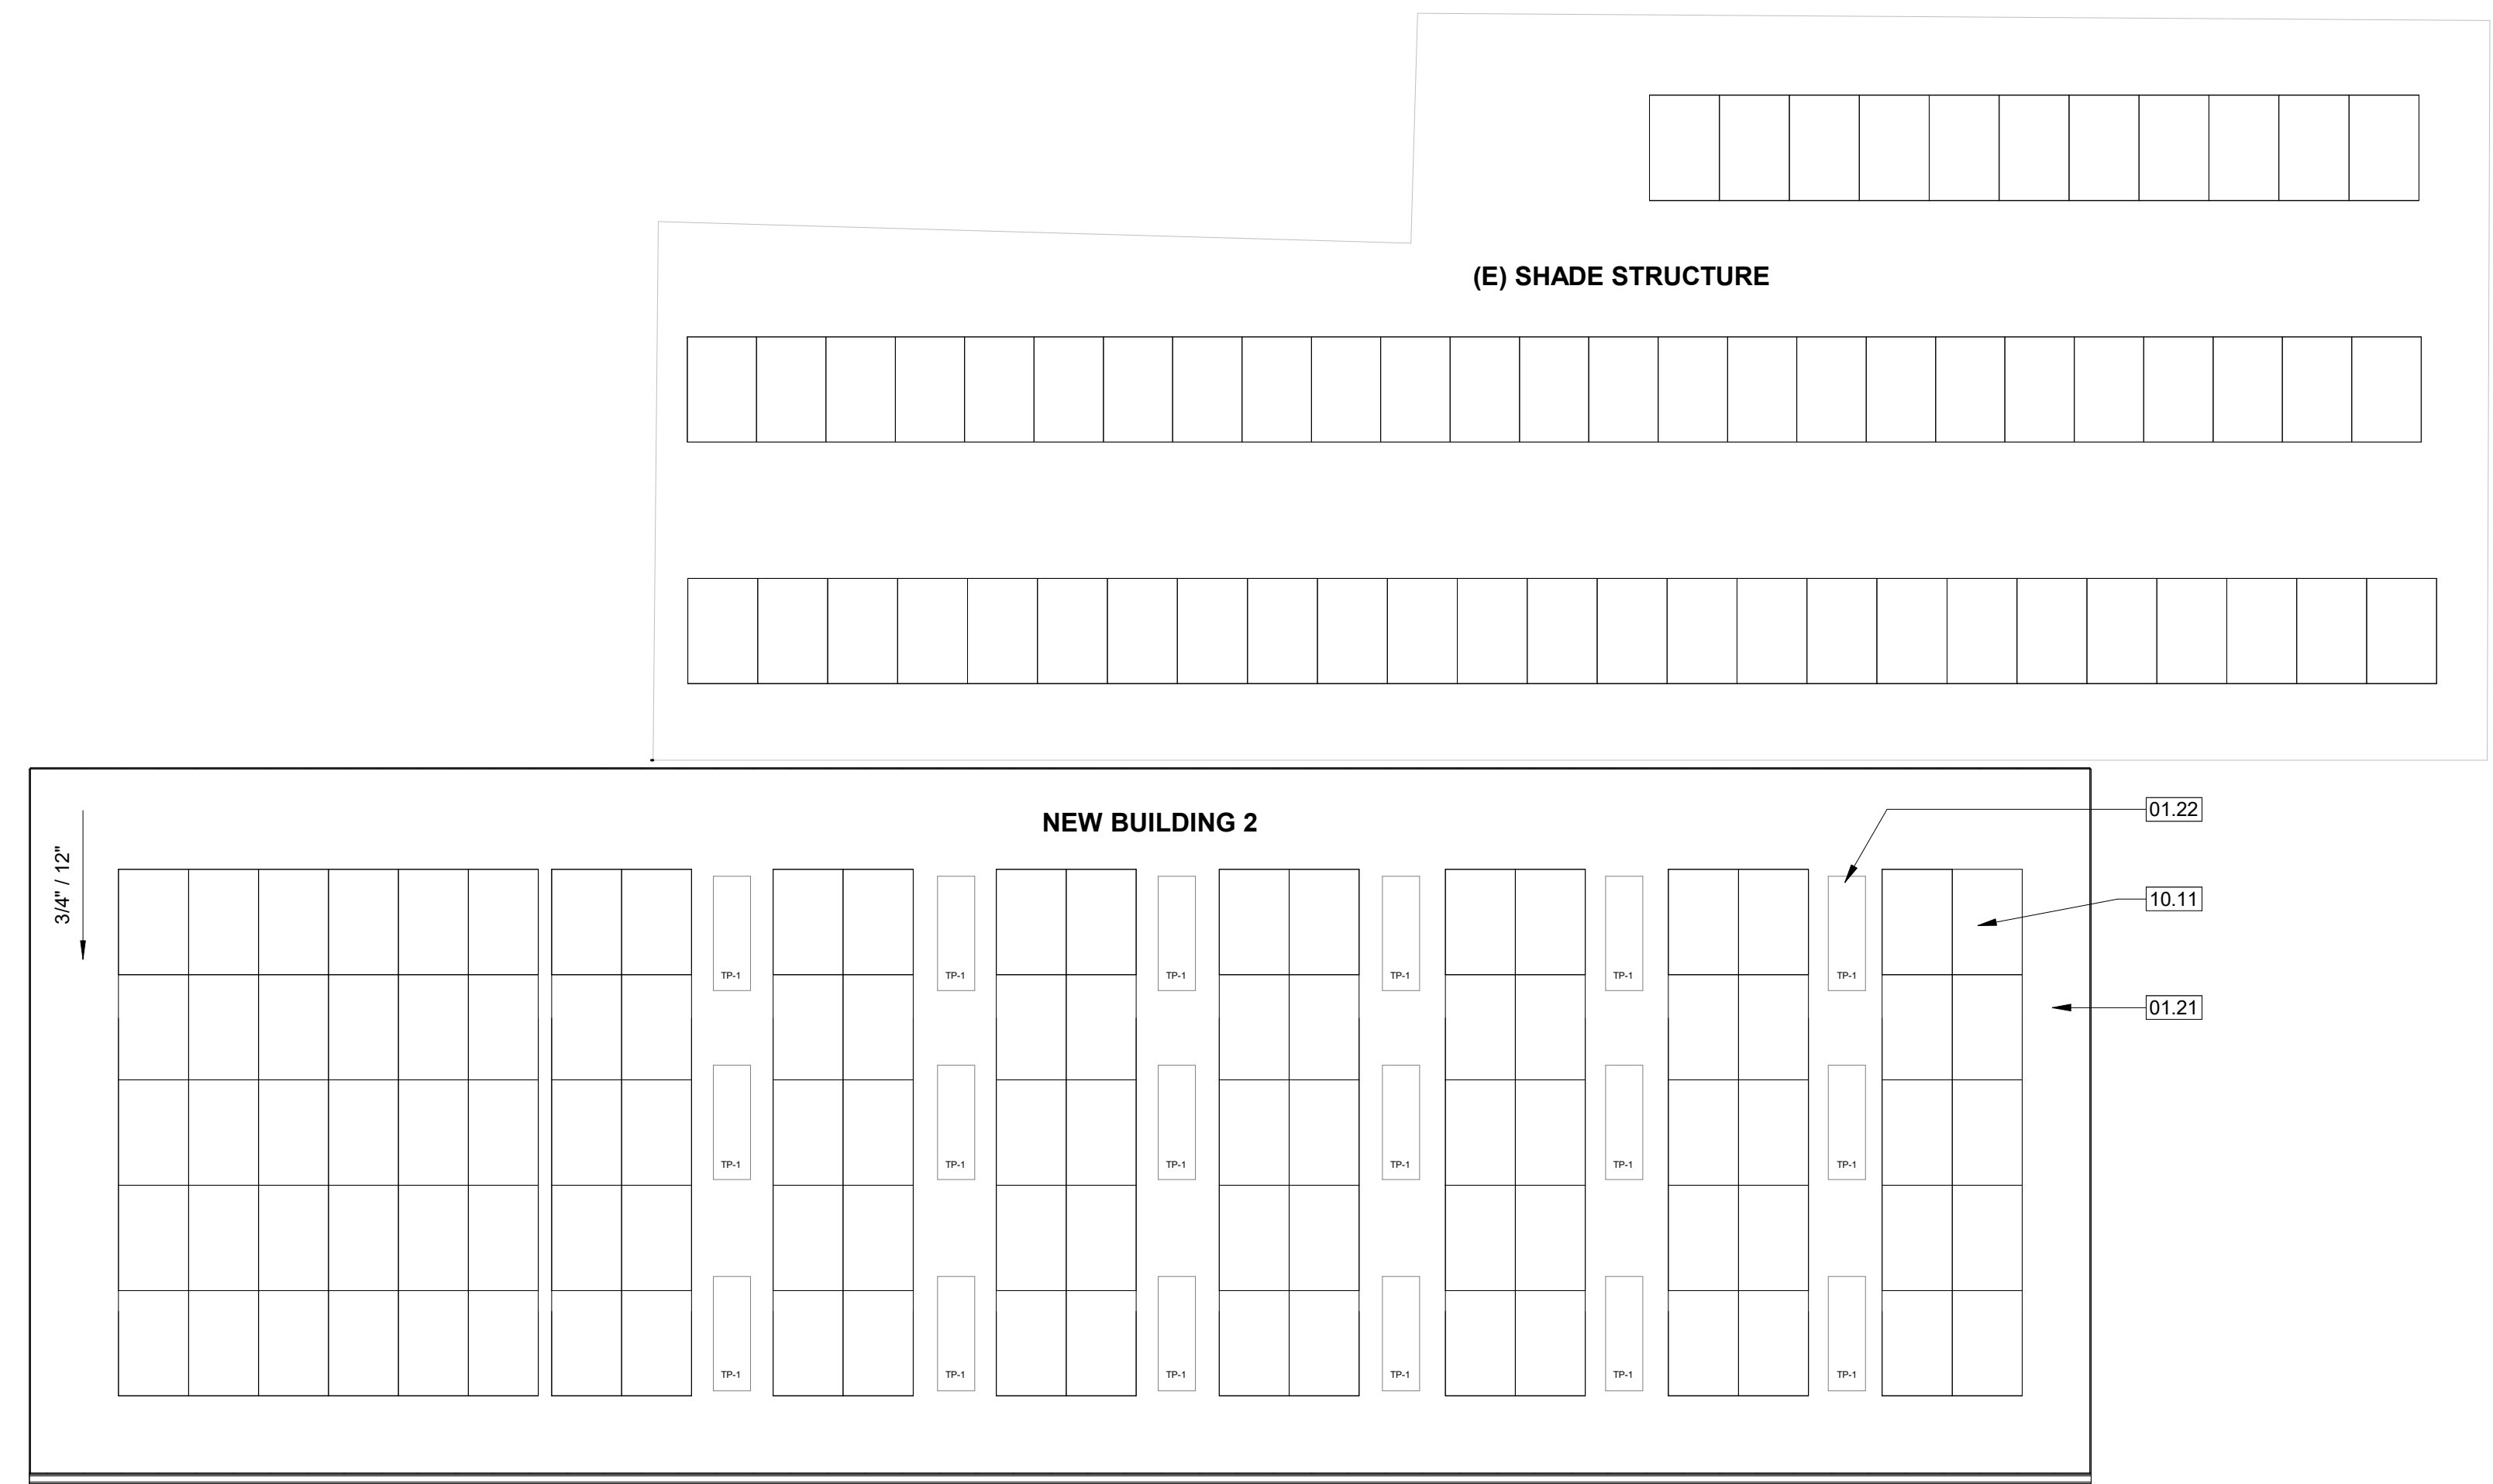 (E) SHADE STRUCTURE
NEW BUILDING 2
01.22
3/4" / 12"
10.11
TP-1 TP-1 TP-1 TP-1 TP-1 TP-1
01.21
TP-1 TP-1 TP-1 TP-1 TP-1 TP-1
TP-1 TP-1 TP-1 TP-1 TP-1 TP-1